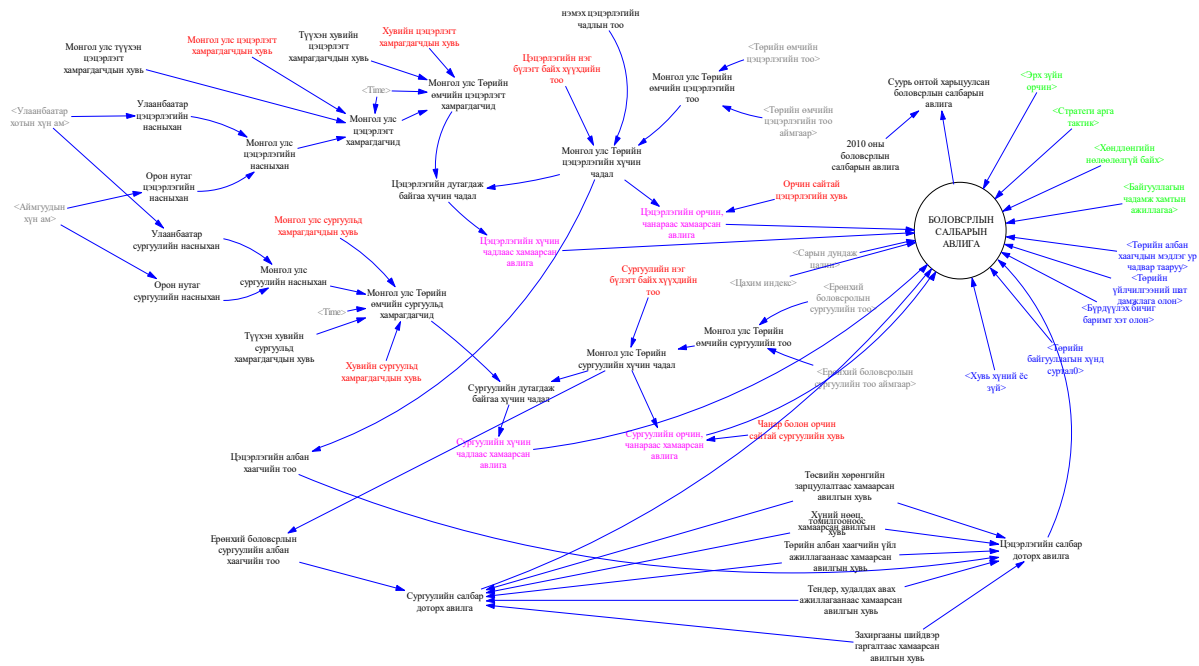 нэмэх цэцэрлэгийн
чадлын тоо
Монгол улс түүхэн
цэцэрлэгт
хамрагдагчдын хувь
Монгол улс цэцэрлэгт
хамрагдагчдын хувь
Түүхэн хувийн
цэцэрлэгт
хамрагдагчдын хувь
Хувийн цэцэрлэгт
хамрагдагчдын хувь
<Time>
Монгол улс Төрийн
өмчийн цэцэрлэгт
хамрагдагчид
Цэцэрлэгийн нэг
бүлэгт байх хүүхдийн
тоо
<Төрийн өмчийн
цэцэрлэгийн тоо>
Монгол улс Төрийн
өмчийн цэцэрлэгийн
тоо
<Төрийн өмчийн
цэцэрлэгийн тоо
аймгаар>
Суурь онтой харьцуулсан
боловсрлын салбарын
авлига
2010 оны
боловсрлын
салбарын авлига
<Эрх зүйн
орчин>
<Стратеги арга
тактик>
<Хөндлөнгийн
нөлөөлөлгүй байх>
<Байгууллагын
чадамж хамтын
ажиллагаа>
<Улаанбаатар
хотын хүн ам>
Улаанбаатар
цэцэрлэгийн
насныхан
Монгол улс
цэцэрлэгийн
насныхан
Монгол улс
цэцэрлэгт
хамрагдагчид
Орон нутаг
цэцэрлэгийн
насныхан
<Аймгуудын
хүн ам>
Монгол улс Төрийн
цэцэрлэгийн хүчин
чадал
Цэцэрлэгийн дутагдаж
байгаа хүчин чадал
Орчин сайтай
цэцэрлэгийн хувь
Цэцэрлэгийн орчин,
чанараас хамаарсан
авлига
Цэцэрлэгийн хүчин
чадлаас хамаарсан
авлига
БОЛОВСРЛЫН
САЛБАРЫН
АВЛИГА
<Сарын дундаж
цалин>
<Цахим индекс>
<Төрийн албан
хаагчдын мэдлэг ур
чадвар тааруу>
<Төрийн
үйлчилгээний шат
дамжлага олон>
<Бүрдүүлэх бичиг
баримт хэт олон>
<Төрийн
байгууллагын хүнд
суртал0>
<Хувь хүний ёс
зүй>
Улаанбаатар
сургуулийн насныхан
Монгол улс сургуульд
хамрагдагчдын хувь
Монгол улс
сургуулийн насныхан
Орон нутаг
сургуулийн насныхан
<Time>
Монгол улс Төрийн
өмчийн сургуульд
хамрагдагчид
Түүхэн хувийн
сургуульд
хамрагдагчдын хувь
Хувийн сургуульд
хамрагдагчдын хувь
Сургуулийн нэг
бүлэгт байх хүүхдийн
тоо
<Ерөнхий
боловсролын
сургуулийн тоо>
Монгол улс Төрийн
өмчийн сургуулийн тоо
<Ерөнхий боловсродын
сургуулийн тоо аймгаар>
Монгол улс Төрийн
сургуулийн хүчин чадал
Сургуулийн дутагдаж
байгаа хүчин чадал
Сургуулийн хүчин
чадлаас хамаарсан
авлига
Сургуулийн орчин,
чанараас хамаарсан
авлига
Чанар болон орчин
сайтай сургуулийн хувь
Цэцэрлэгийн албан
хаагчийн тоо
Ерөнхий боловсрлын
сургуулийн албан
хаагчийн тоо
Сургуулийн салбар
доторх авилга
Төсвийн хөрөнгийн
зарцуулалтаас хамаарсан
авилгын хувь
Хүний нөөц,
томилгооноос
хамаарсан авилгын
хувь
Төрийн албан хаагчийн үйл
ажиллагаанаас хамаарсан
авилгын хувь
Тендер, худалдах авах
ажиллагаанаас хамаарсан
авилгын хувь
Захиргааны шийдвэр
гаргалтаас хамаарсан
авилгын хувь
Цэцэрлэгийн салбар
доторх авилга